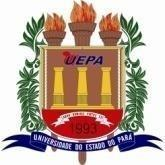 UEPA
1993
UNIVERSIDADE DO ESTADO DO PARÁ